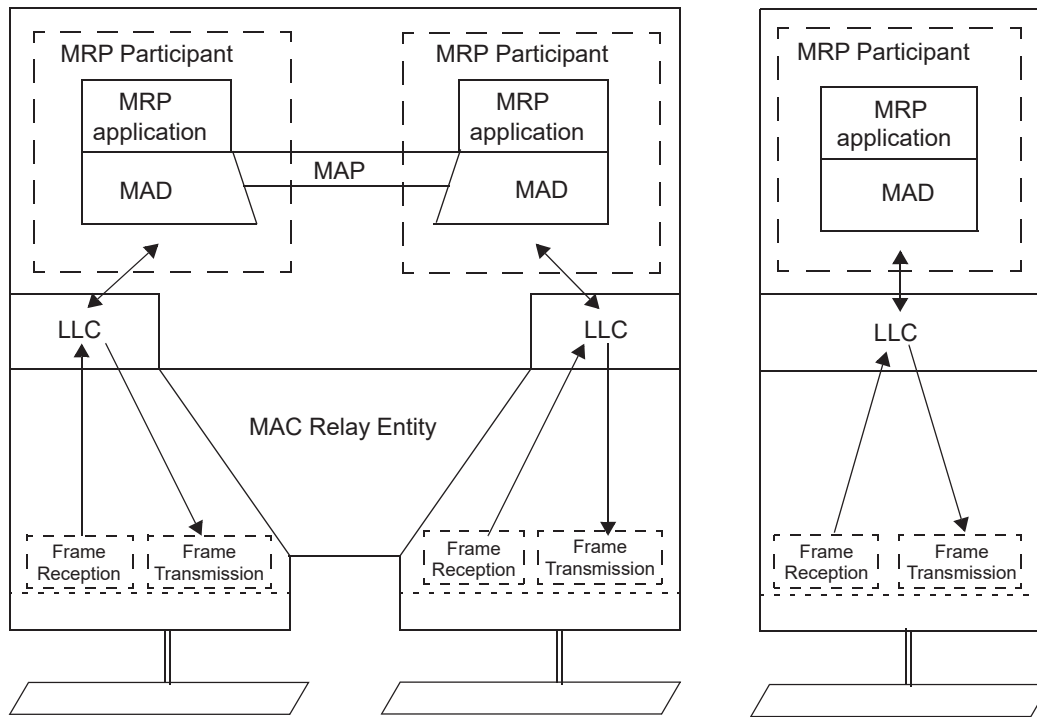 MRP Participant
MRP
application
MAD
MAP
MRP Participant
MRP
application
MAD
LLC
LLC
MAC Relay Entity
Frame
Reception
Frame
Transmission
Frame
Reception
Frame
Transmission
MRP Participant
MRP
application
MAD
LLC
Frame
Reception
Frame
Transmission